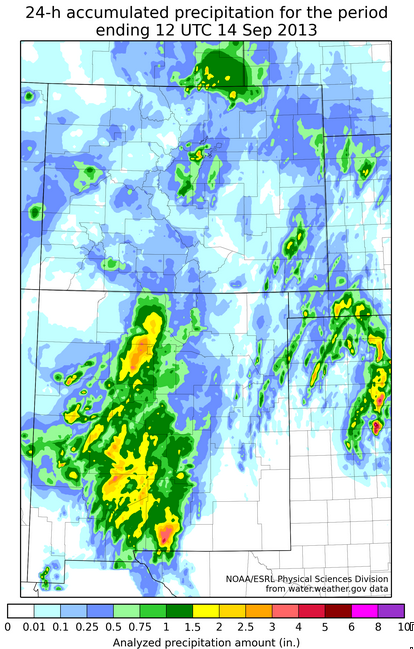 24-h accumulated precipitation for the period
ending 12 UTC 14 Sep 2013
NOAA/ESRL Physical Sciences Division
from water.weather.gov data
0 0.01 0.1 0.25 0.5 0.75 1 1.5 2 2.5 3 4 5 6 8 10
Analyzed precipitation amount (in.)